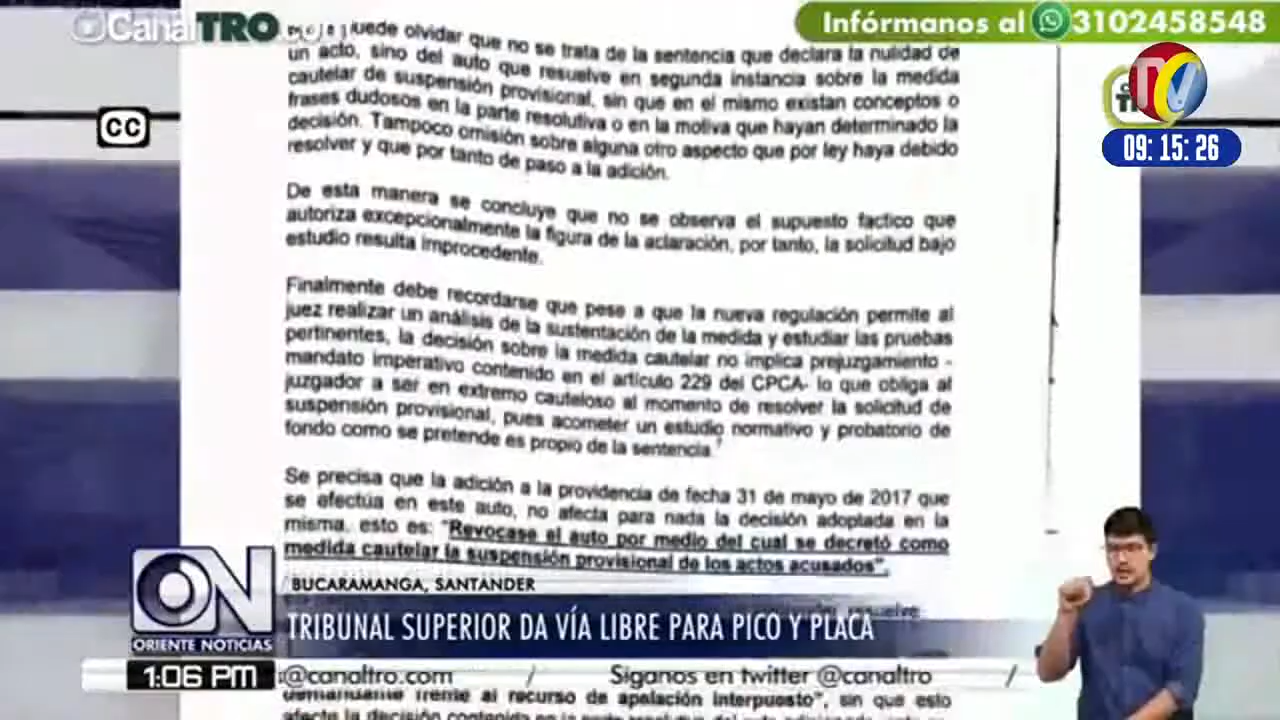 @CanalTRO
Infórmanos al 3102458548
TV
09:15:26
CC
puede olvidar que no se trata de la sentencia que declara la nulidad de
un acto, sino del auto que resuelve en segunda instancia sobre la medida
cautelar de suspensión provisional, sin que en el mismo existan conceptos o
frases dudosos en la parte resolutiva o en la motiva que hayan determinado la
decisión. Tampoco omisión sobre alguna otro aspecto que por ley haya debido
resolver y que por tanto de paso a la adición.
De esta manera se concluye que no se observa el supuesto factico que
autoriza excepcionalmente la figura de la aclaración, por tanto, la solicitud bajo
estudio resulta improcedente.
Finalmente debe recordarse que pese a que la nueva regulación permite al
juez realizar un análisis de la sustentación de la medida y estudiar las pruebas
pertinentes, la decisión sobre la medida cautelar no implica prejuzgamiento -
mandato imperativo contenido en el artículo 229 del CPCA- lo que obliga al
juzgador a ser en extremo cauteloso al momento de resolver la solicitud de
suspensión provisional, pues acometer un estudio normativo y probatorio de
fondo como se pretende es propio de la sentencia.
Se precisa que la adición a la providencia de fecha 31 de mayo de 2017 que
se efectúa en este auto, no afecta para nada la decisión adoptada en la
misma, esto es: "Revocase el auto por medio del cual se decretó como
medida cautelar la suspensión provisional de los actos acusados".
ON
ORIENTE NOTICIAS
BUCARAMANGA, SANTANDER
resuelve
TRIBUNAL SUPERIOR DA VÍA LIBRE PARA PICO Y PLACA
1:06 PM
@canaltro.com / Siganos en twitter @canaltro /
demandante frente al recurso de apelación interpuesto", sin que esto